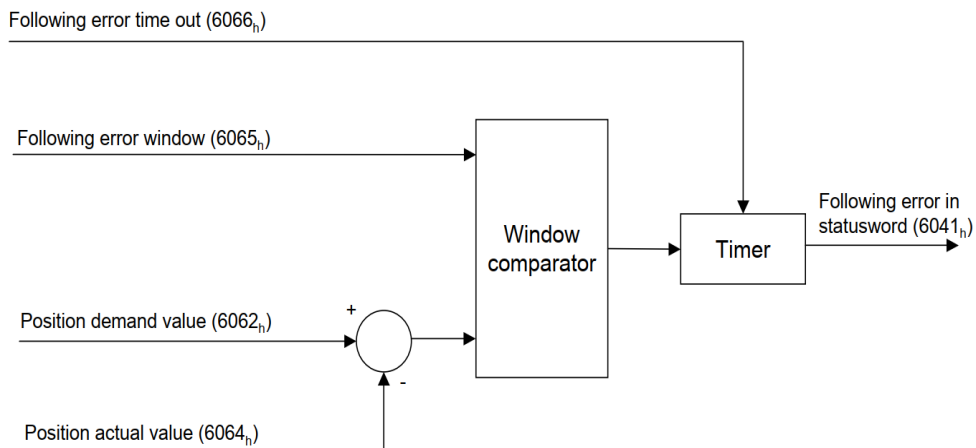 Following error time out (6066h)
Following error window (6065h)
Window
comparator
Timer
Following error in
statusword (6041h)
Position demand value (6062h)
+
-
Position actual value (6064h)